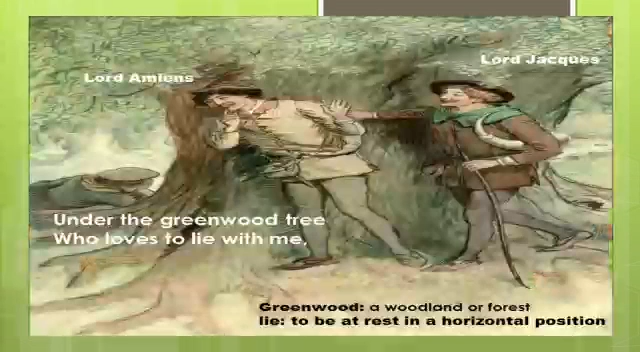 Lord Jacques
Lord Amiens
Under the greenwood tree
Who loves to lie with me,
Greenwood: a woodland or forest
lie: to be at rest in a horizontal position